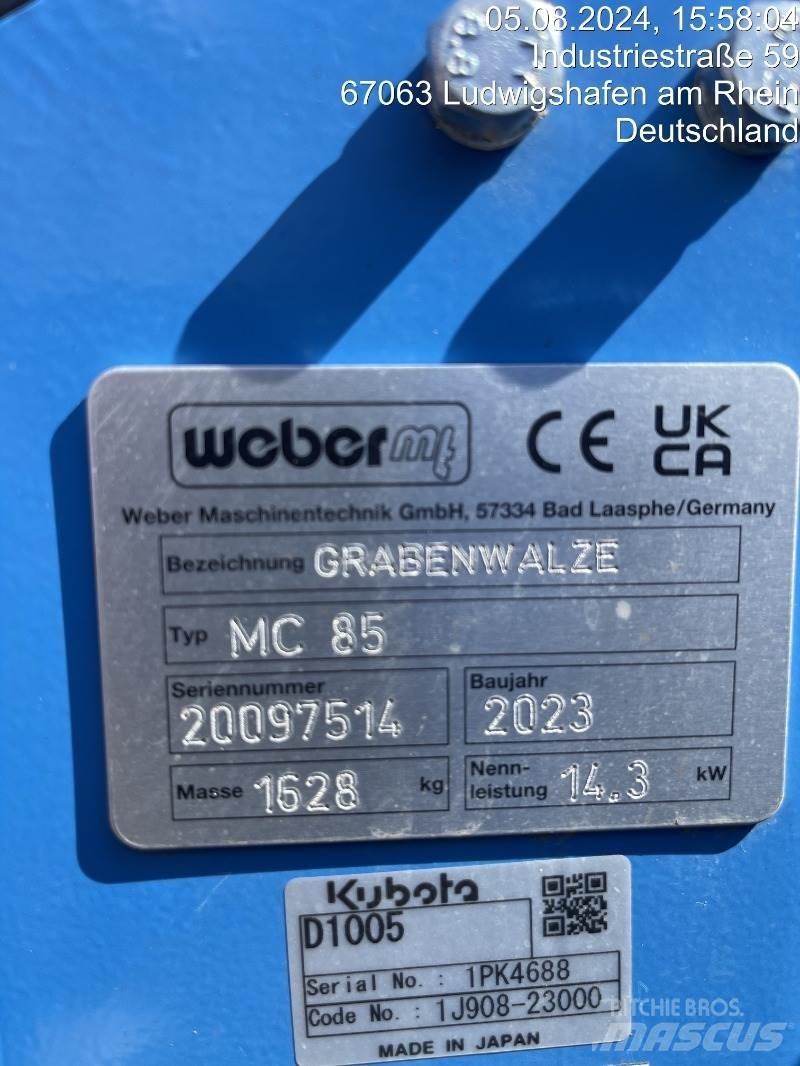 05.08.2024, 15:58:04
Industriestraße 59
67063 Ludwigshafen am Rhein
Deutschland
8.8
weber mt
CE UK CA
Weber Maschinentechnik GmbH, 57334 Bad Laasphe/Germany
Bezeichnung GRABENWALZE
Typ MC 85
Seriennummer 20097514
Baujahr 2023
Masse 1628 kg
Nenn-
leistung 14.3 kW
Kubota
D1005
Serial No. : 1PK4688
Code No. : 1J908-23000
MADE IN JAPAN
RITCHIE BROS.
MASCUS